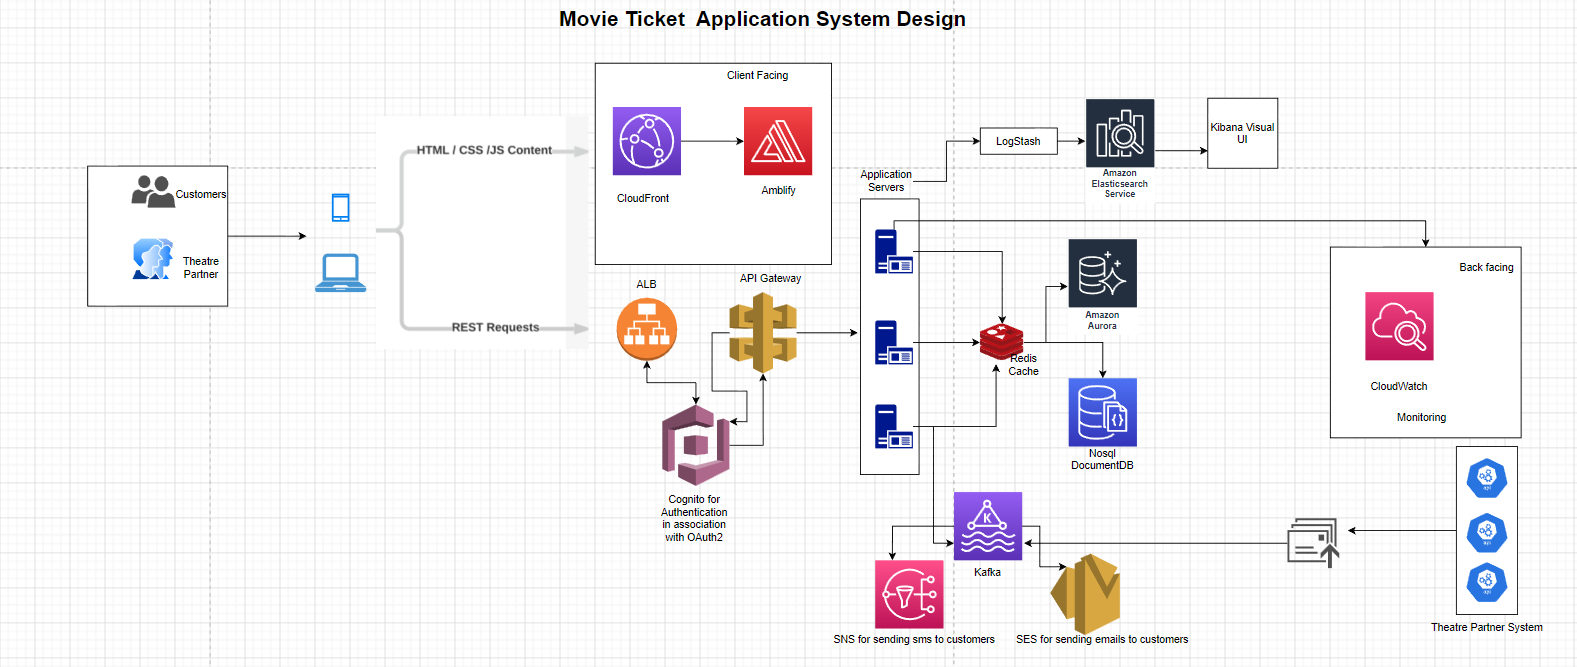 Movie Ticket  Application System Design
Client Facing
CloudFront
Amblify
Customers
Theatre
Partner
HTML / CSS /JS Content
REST Requests
ALB
API Gateway
Cognito for
Authentication
in association
with OAuth2
Application
Servers
LogStash
Amazon
Elasticsearch
Service
Kibana Visual
UI
Redis
Cache
Amazon
Aurora
Nosql
DocumentDB
Back facing
CloudWatch
Monitoring
K
Kafka
SNS for sending sms to customers
SES for sending emails to customers
api
api
api
Theatre Partner System